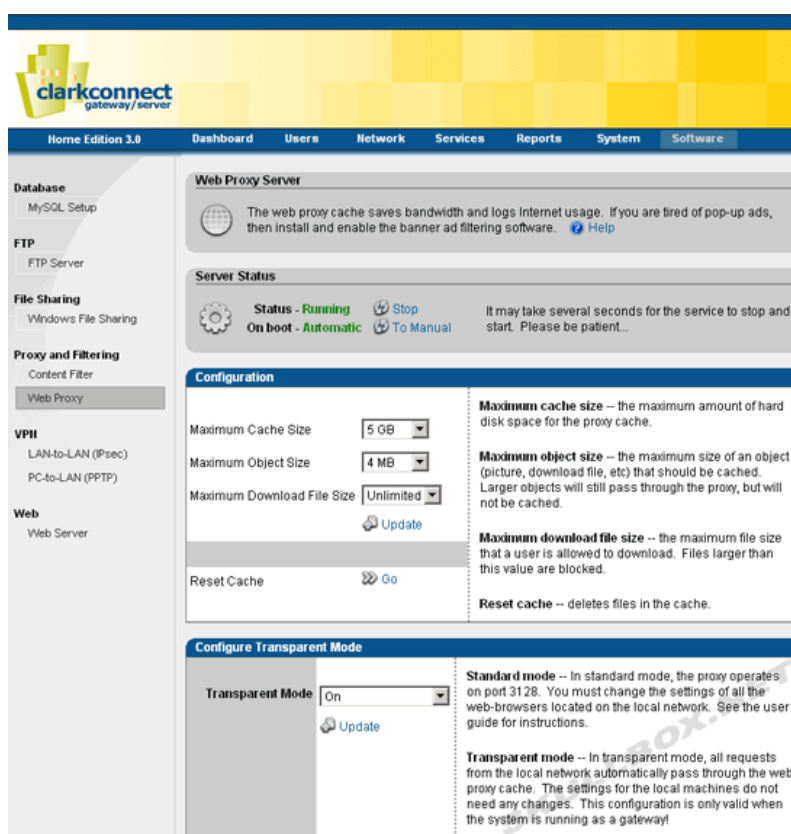 clarkconnect
gateway/server
Home Edition 3.0
Dashboard Users Network Services Reports System Software
Database
MySQL Setup
FTP
FTP Server
File Sharing
Windows File Sharing
Proxy and Filtering
Content Filter
Web Proxy
VPN
LAN-to-LAN (IPsec)
PC-to-LAN (PPTP)
Web
Web Server
Web Proxy Server
The web proxy cache saves bandwidth and logs Internet usage. If you are tired of pop-up ads,
then install and enable the banner ad filtering software. Help
Server Status
Status - Running Stop
On boot - Automatic To Manual
It may take several seconds for the service to stop and
start. Please be patient...
Configuration
Maximum Cache Size 5 GB
Maximum Object Size 4 MB
Maximum Download File Size Unlimited
Update
Reset Cache Go
Maximum cache size -- the maximum amount of hard
disk space for the proxy cache.
Maximum object size -- the maximum size of an object
(picture, download file, etc) that should be cached.
Larger objects will still pass through the proxy, but will
not be cached.
Maximum download file size -- the maximum file size
that a user is allowed to download. Files larger than
this value are blocked.
Reset cache -- deletes files in the cache.
Configure Transparent Mode
Transparent Mode On
Update
Standard mode -- In standard mode, the proxy operates
on port 3128. You must change the settings of all the
web-browsers located on the local network. See the user
guide for instructions.
Transparent mode -- In transparent mode, all requests
from the local network automatically pass through the web
proxy cache. The settings for the local machines do not
need any changes. This configuration is only valid when
the system is running as a gateway!
SKULLBOX.NET